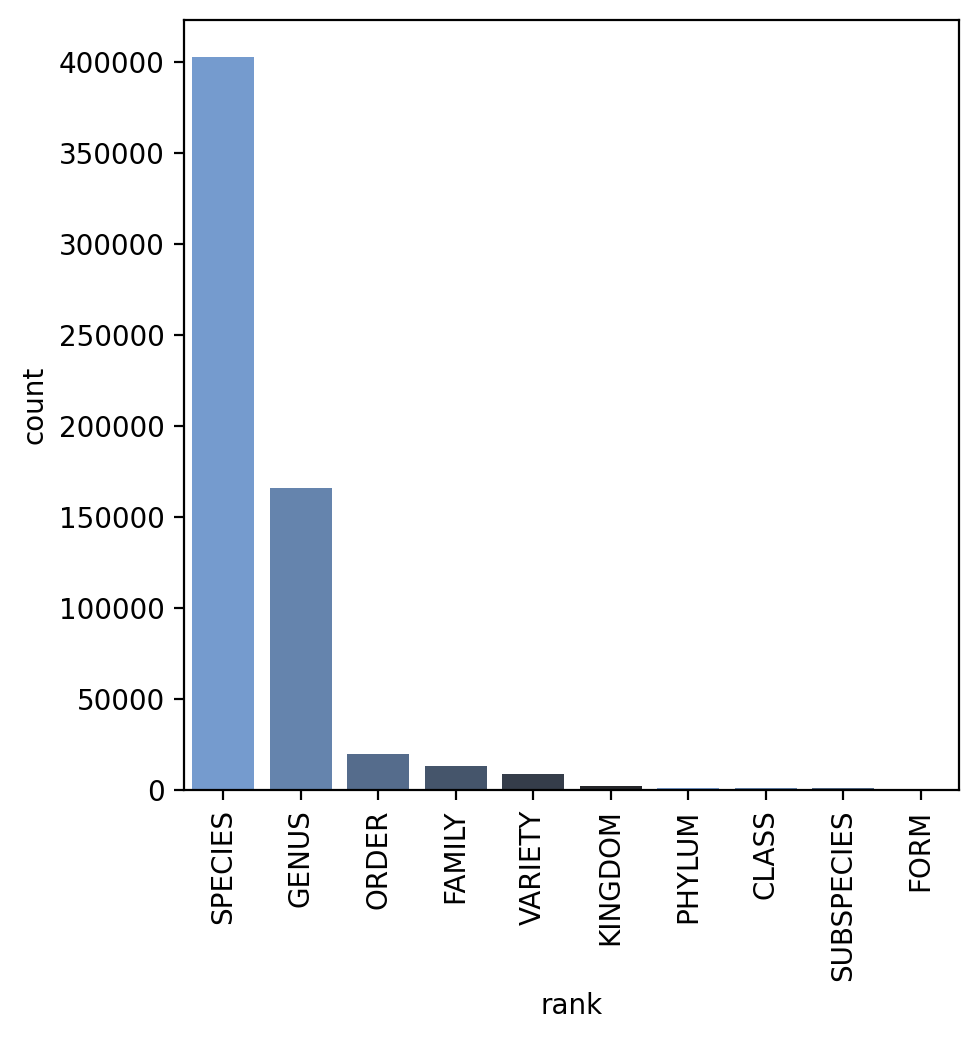 400000
350000
300000
250000
200000
150000
100000
50000
0
count
SPECIES
GENUS
ORDER
FAMILY
VARIETY
KINGDOM
PHYLUM
CLASS
SUBSPECIES
FORM
rank